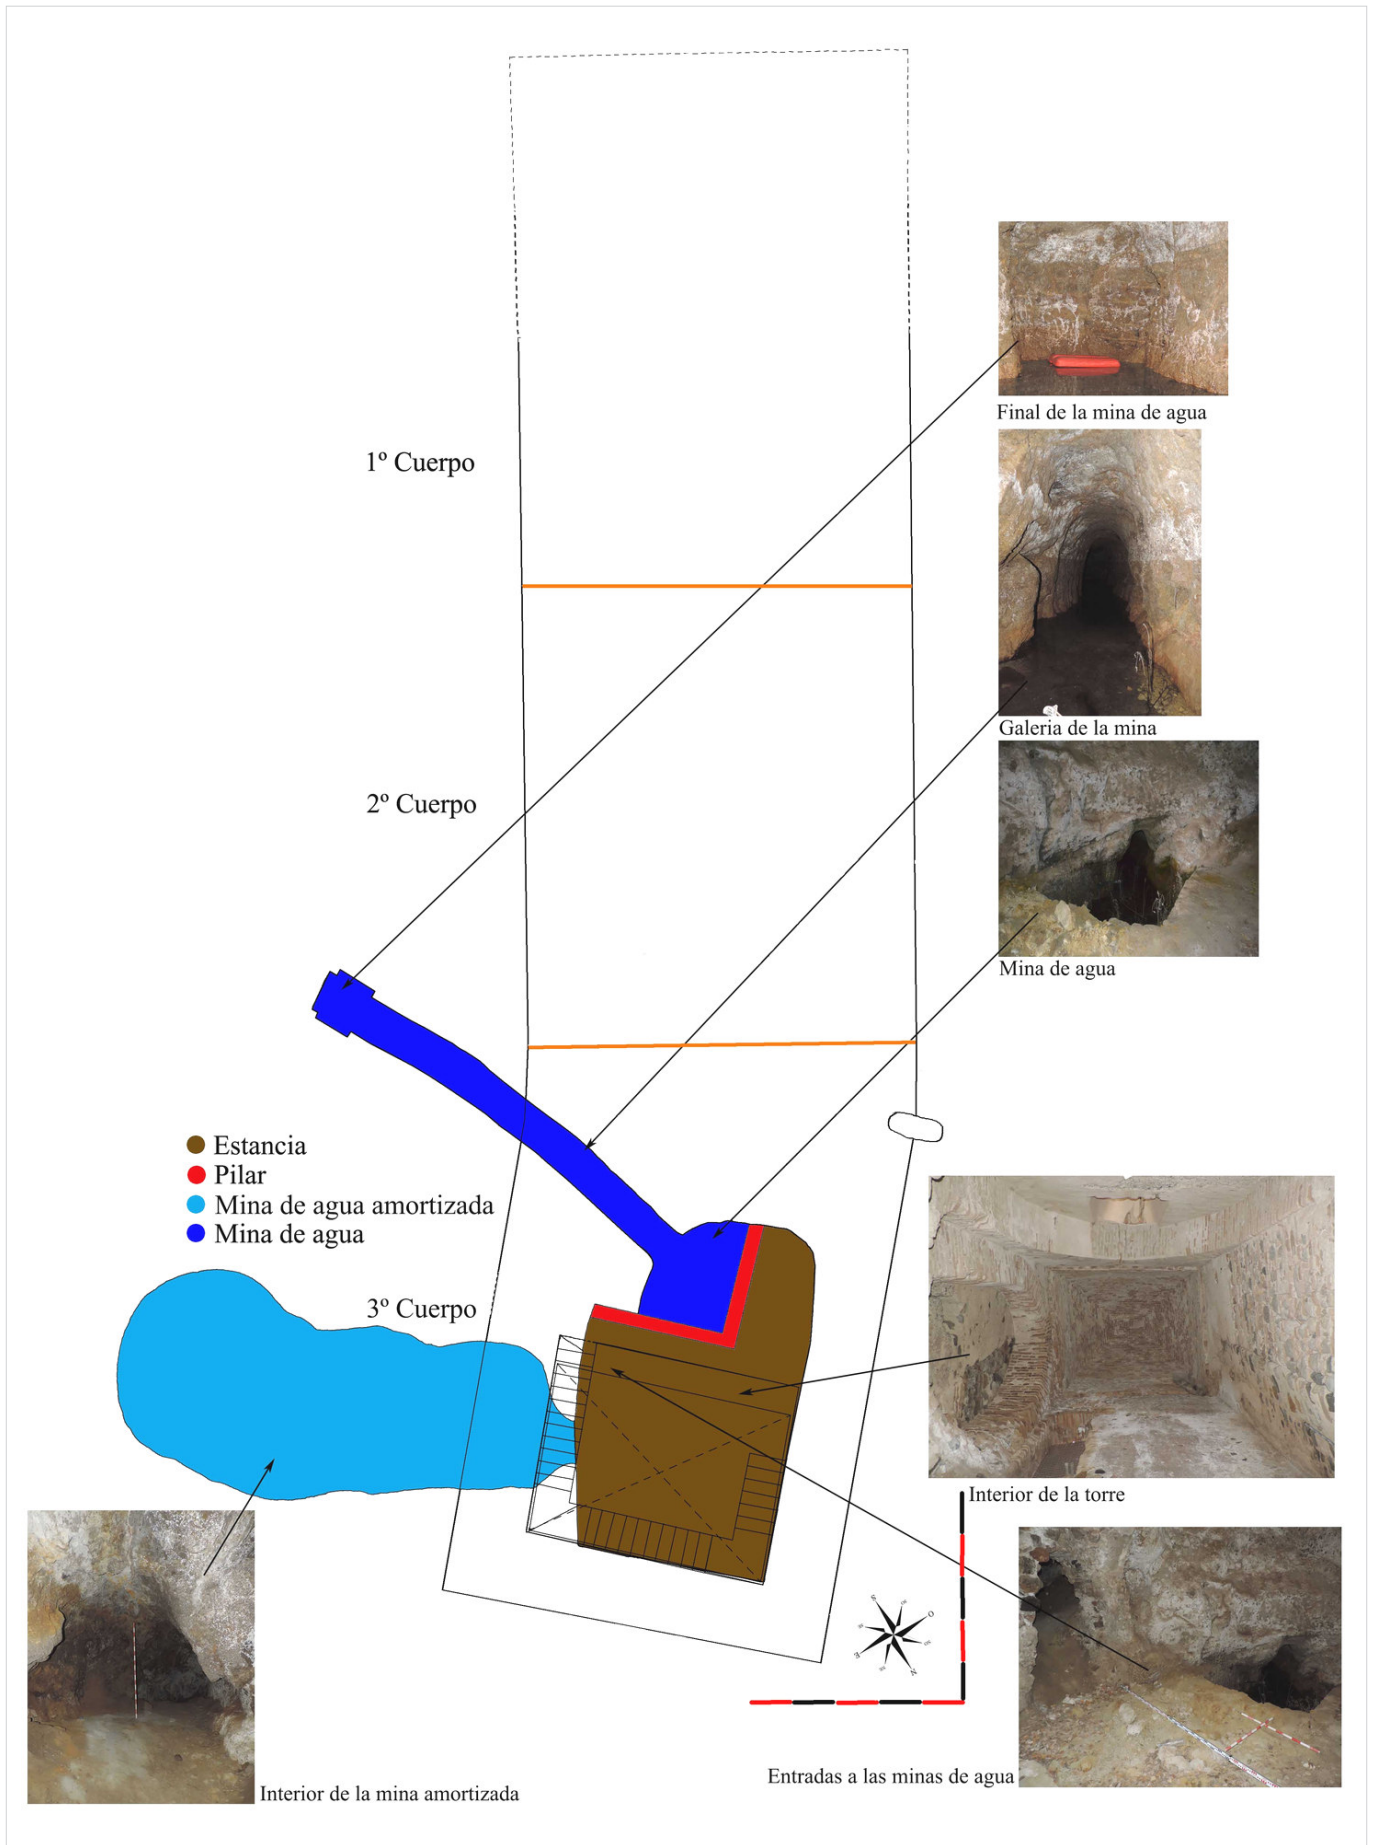 Final de la mina de agua
1º Cuerpo
Galeria de la mina
2º Cuerpo
Mina de agua
Estancia
Pilar
Mina de agua amortizada
Mina de agua
3º Cuerpo
Interior de la torre
S
O
E
N
Entradas a las minas de agua
Interior de la mina amortizada